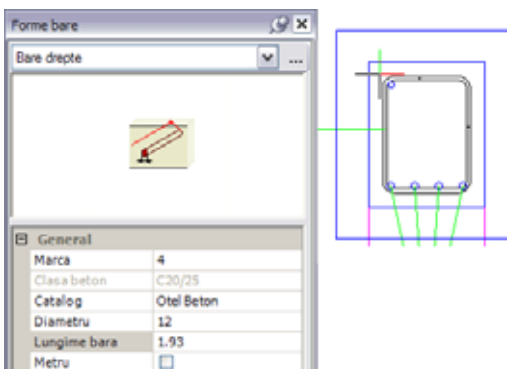 Forme bare
Bare drepte
...
General
Marca 4
Clasa beton C20/25
Catalog Otel Beton
Diametru 12
Lungime bara 1.93
Metru